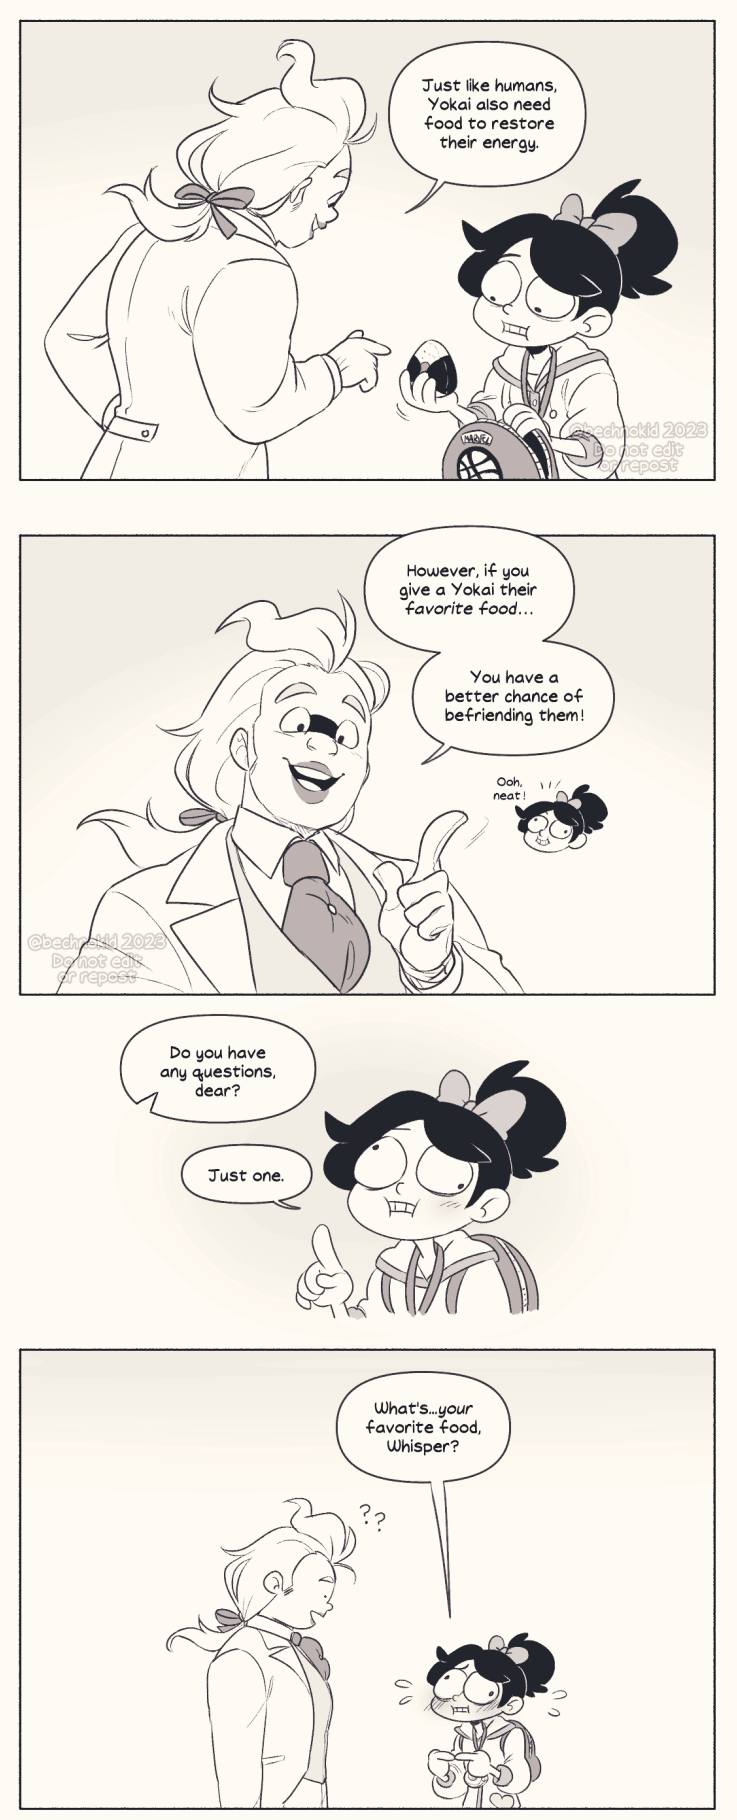 Just like humans,
Yokai also need
food to restore
their energy.
MARVEL
@bechnokid 2023
Do not edit
or repost
However, if you
give a Yokai their
favorite food...
You have a
better chance of
befriending them!
Ooh,
neat!
@bechnokid 2023
Do not edit
or repost
Do you have
any questions,
dear?
Just one.
What's...your
favorite food,
Whisper?
??